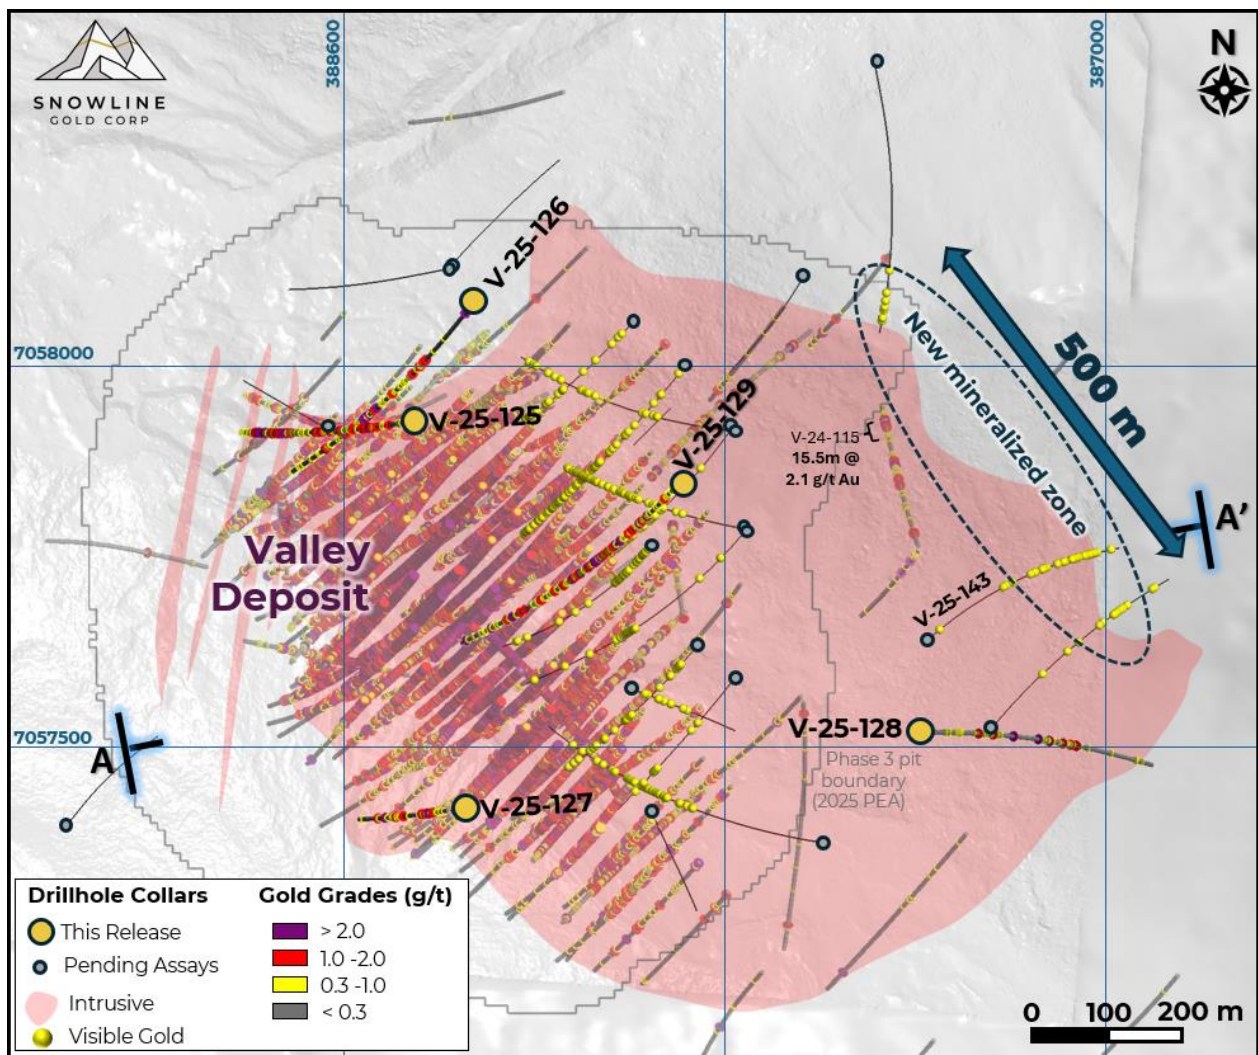 SNOWLINE
GOLD CORP
388600
387000
N
7058000
7057500
V-25-126
V-25-125
V-25-129
V-24-115
15.5m @
2.1 g/t Au
New mineralized zone
500 m
A'
V-25-143
Valley
Deposit
A
V-25-128
Phase 3 pit
boundary
(2025 PEA)
V-25-127
Drillhole Collars
This Release
Pending Assays
Intrusive
Visible Gold
Gold Grades (g/t)
> 2.0
1.0 -2.0
0.3 -1.0
< 0.3
0 100 200 m